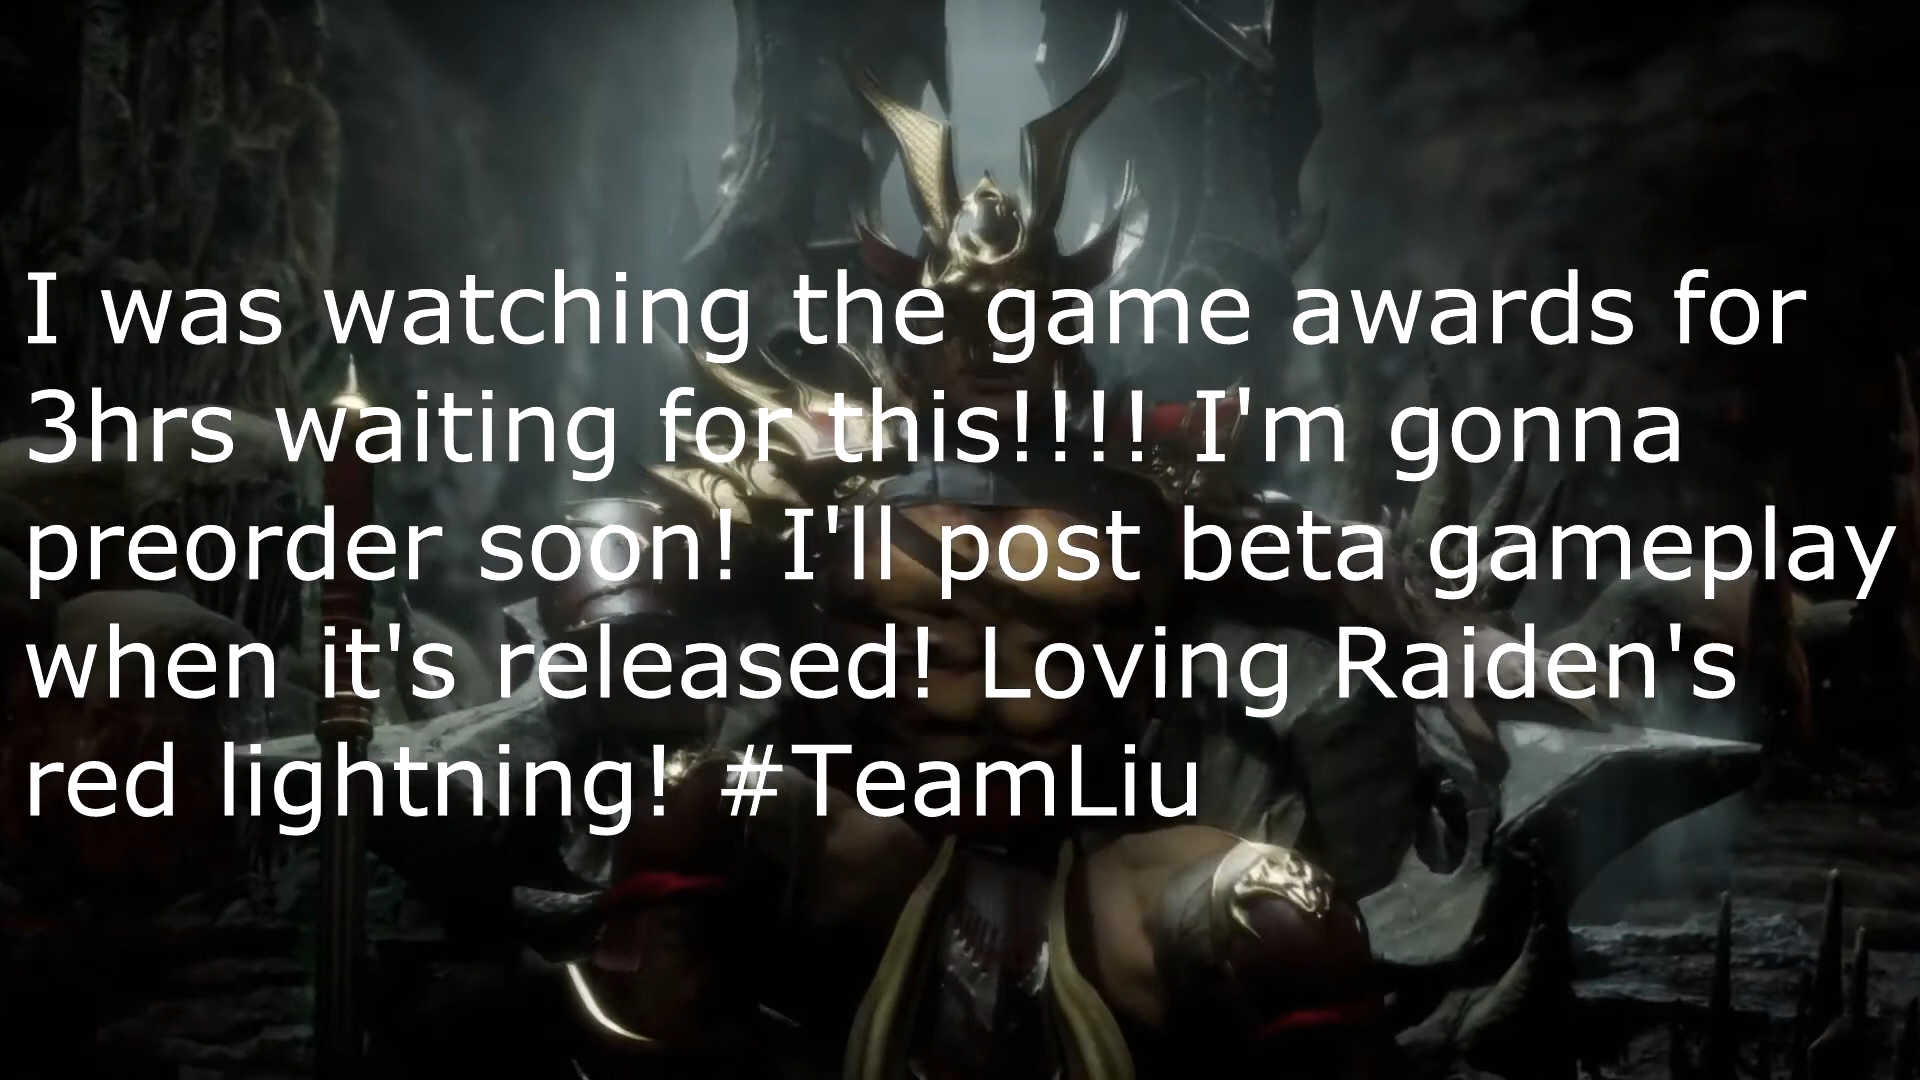 I was watching the game awards for
3hrs waiting for this!!!! I'm gonna
preorder soon! I'll post beta gameplay
when it's released! Loving Raiden's
red lightning! #TeamLiu